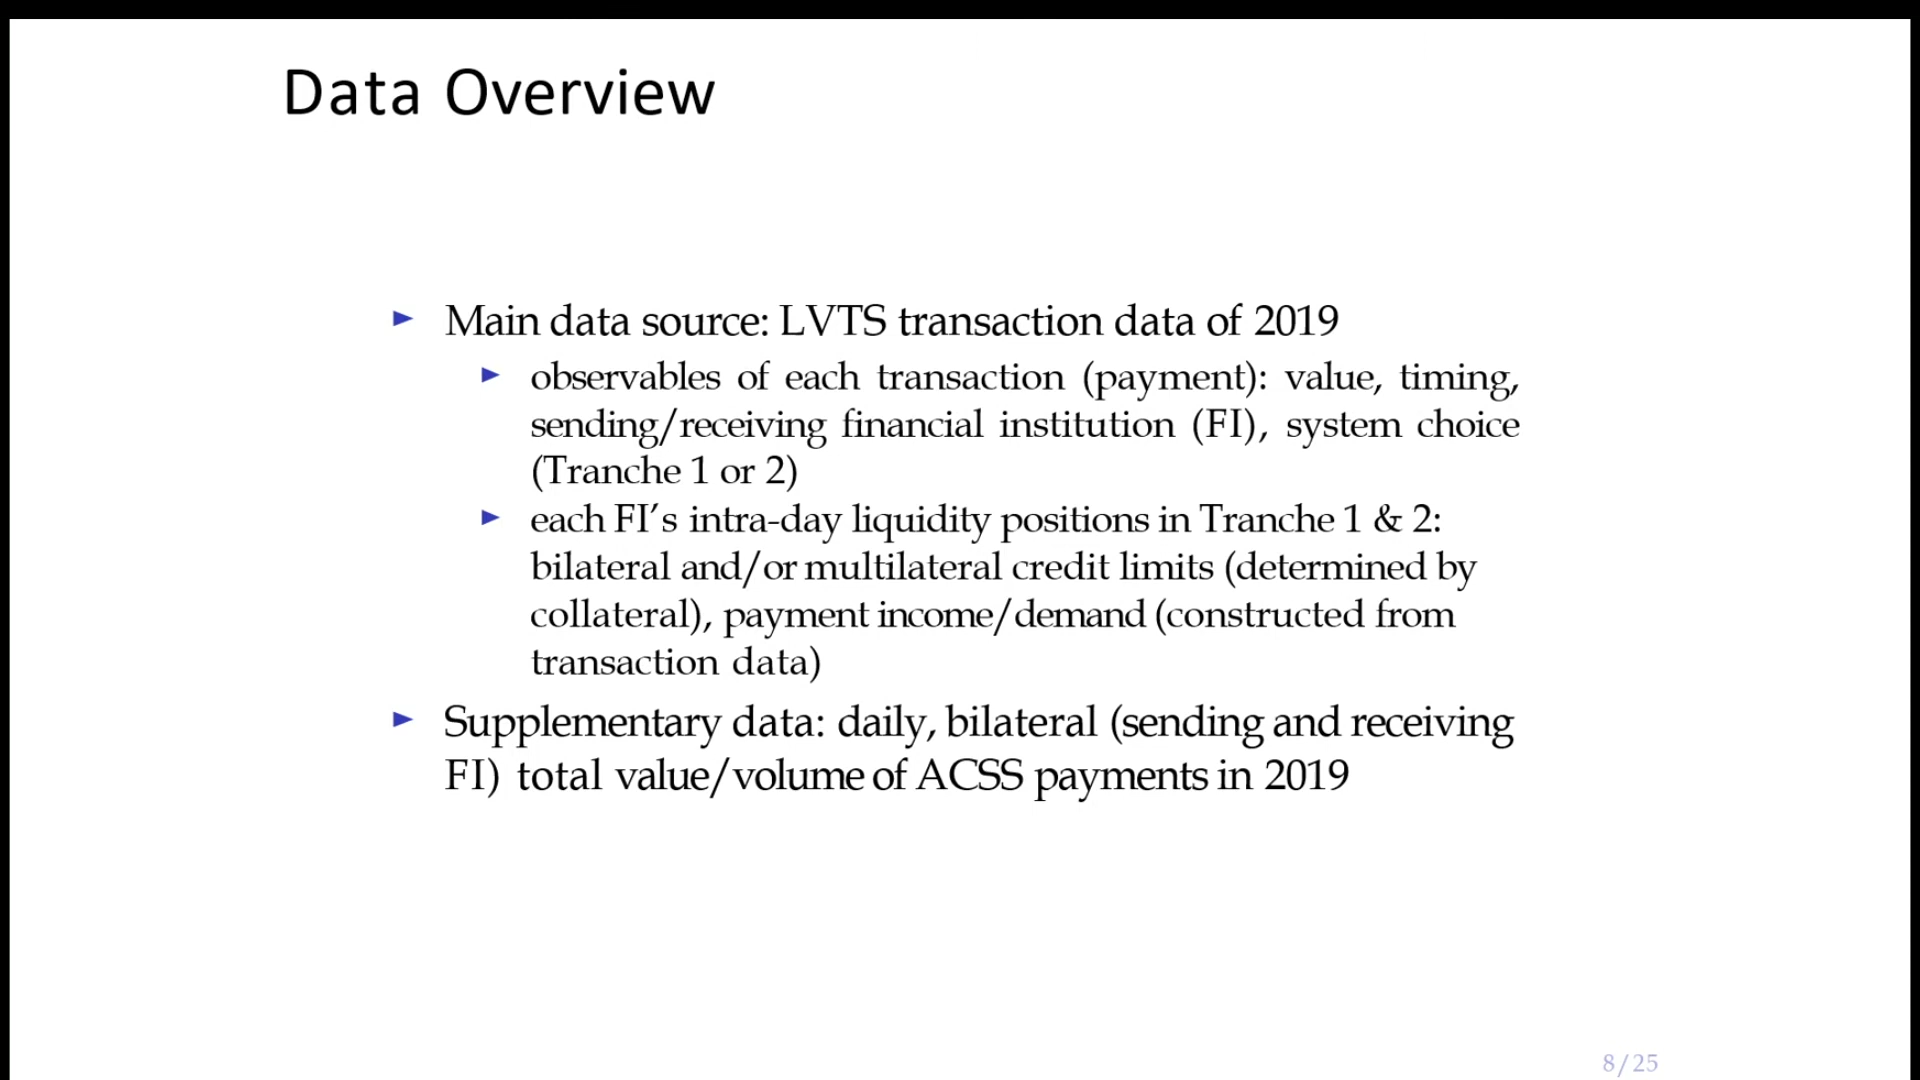 Data Overview
Main data source: LVTS transaction data of 2019
observables of each transaction (payment): value, timing,
sending/receiving financial institution (FI), system choice
(Tranche 1 or 2)
each FI's intra-day liquidity positions in Tranche 1 & 2:
bilateral and/or multilateral credit limits (determined by
collateral), payment income/demand (constructed from
transaction data)
Supplementary data: daily, bilateral (sending and receiving
FI) total value/volume of ACSS payments in 2019
8/25